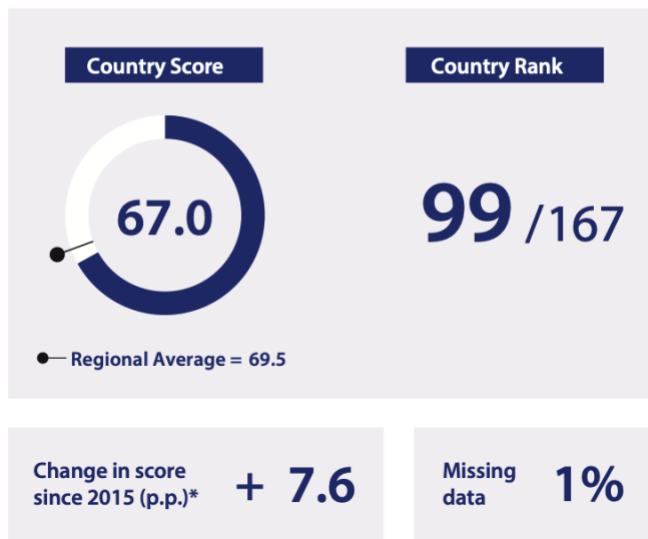 Country Score
Country Rank
67.0
99 /167
Regional Average = 69.5
Change in score
since 2015 (p.p.)*
+ 7.6
Missing
data
1%